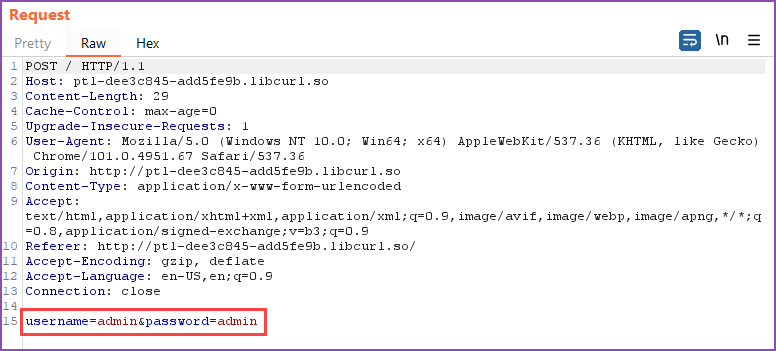 Request
Pretty Raw Hex \n
1 POST / HTTP/1.1
2 Host: ptl-dee3c845-add5fe9b.libcurl.so
3 Content-Length: 29
4 Cache-Control: max-age=0
5 Upgrade-Insecure-Requests: 1
6 User-Agent: Mozilla/5.0 (Windows NT 10.0; Win64; x64) AppleWebKit/537.36 (KHTML, like Gecko)
Chrome/101.0.4951.67 Safari/537.36
7 Origin: http://ptl-dee3c845-add5fe9b.libcurl.so
8 Content-Type: application/x-www-form-urlencoded
9 Accept:
text/html,application/xhtml+xml,application/xml;q=0.9,image/avif,image/webp,image/apng,*/*;q
=0.8,application/signed-exchange;v=b3;q=0.9
10 Referer: http://ptl-dee3c845-add5fe9b.libcurl.so/
11 Accept-Encoding: gzip, deflate
12 Accept-Language: en-US,en;q=0.9
13 Connection: close
14
15 username=admin&password=admin